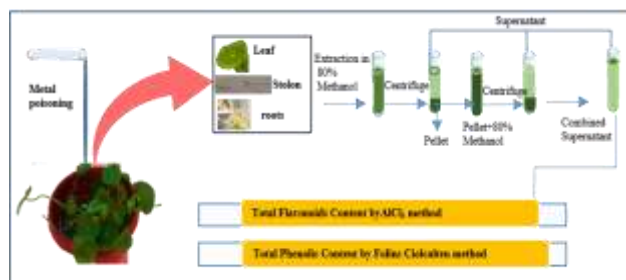 Supernatant
Metal
poisoning
Leaf
Stolon
roots
Extraction in
80%
Methanol
Centrifuge
Centrifuge
Pellet
Pellet+80%
Methanol
Combined
Supernatant
Total Flavonoids Content by AlCl3 method
Total Phenolic Content by Folins Ciolcalteu method